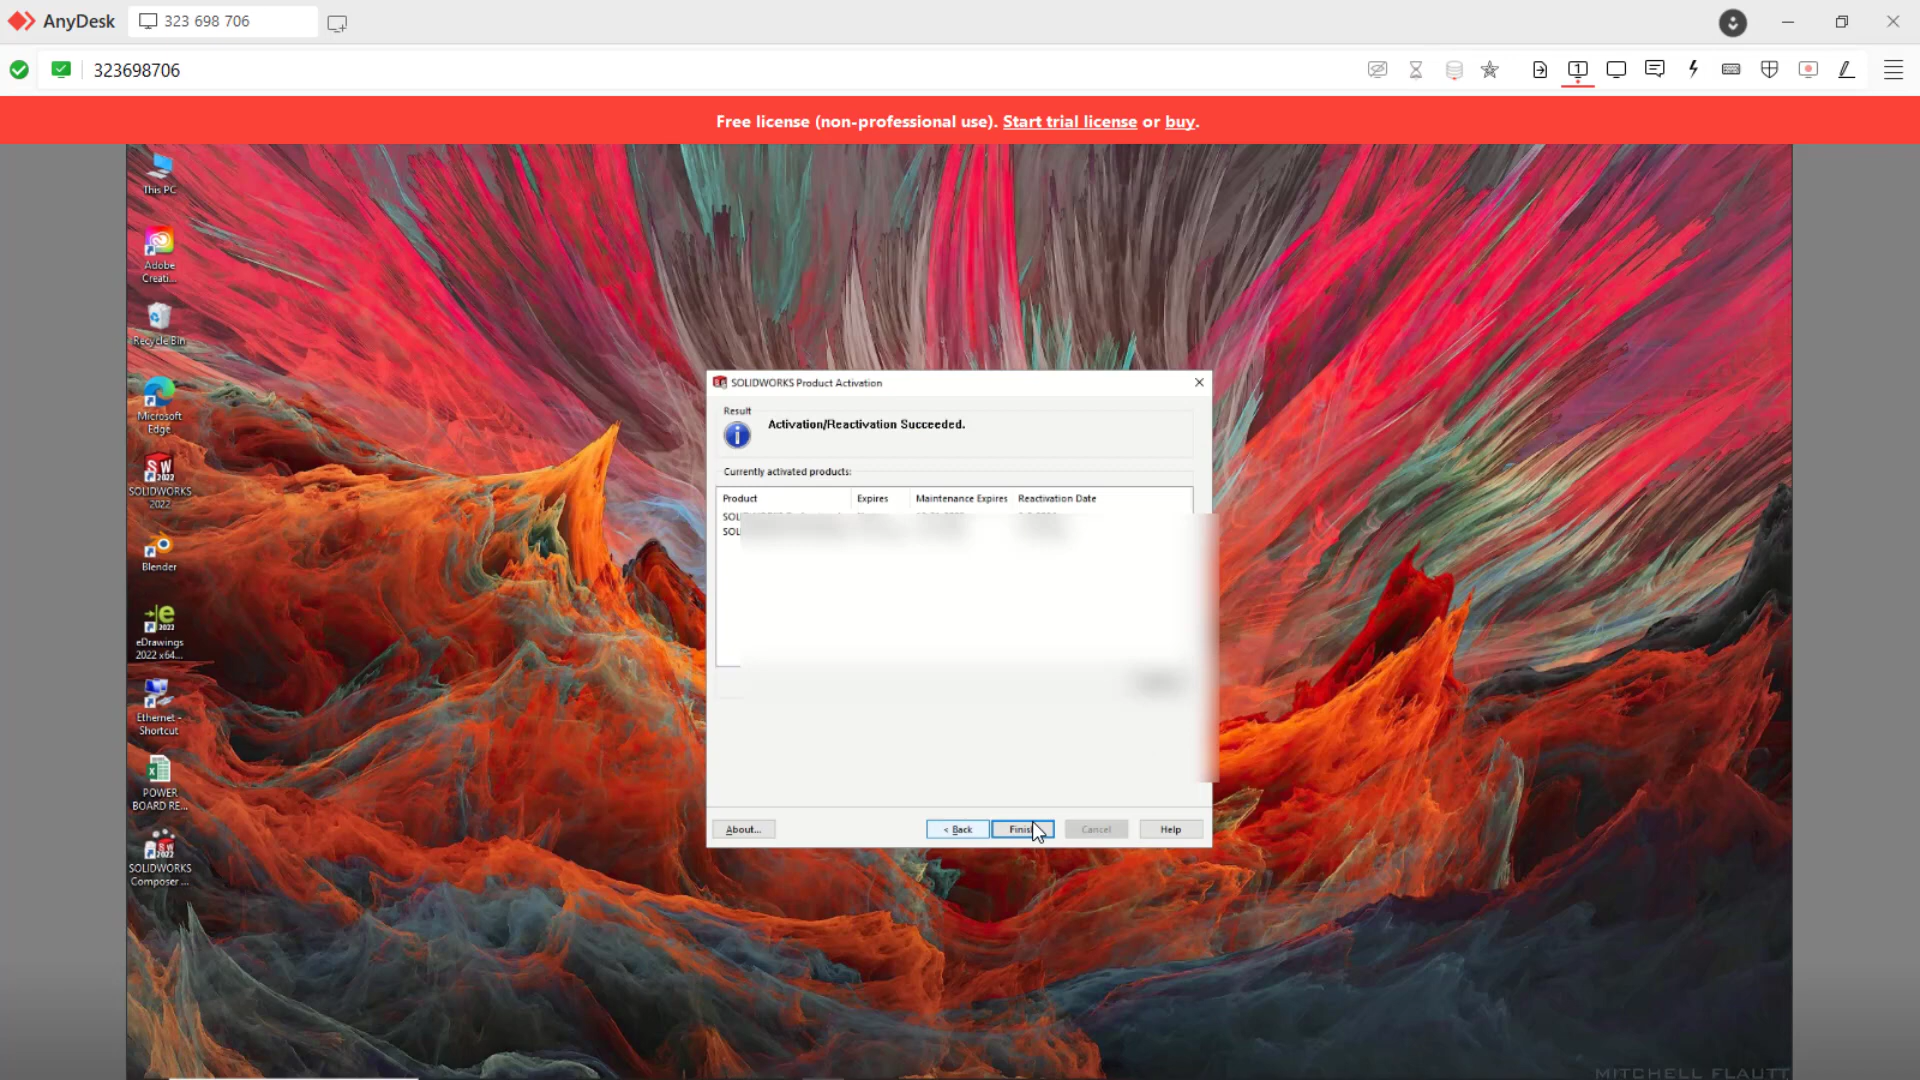 AnyDesk
323 698 706
323698706
Free license (non-professional use). Start trial license or buy.
This PC
Adobe
Creati...
Recycle Bin
Microsoft
Edge
SOLIDWORKS
2022
Blender
eDrawings
2022 x64...
Ethernet -
Shortcut
POWER
BOARD RE...
SOLIDWORKS
Composer ...
SOLIDWORKS Product Activation
Result
Activation/Reactivation Succeeded.
Currently activated products:
Product Expires Maintenance Expires Reactivation Date
SOL
SOL
About... < Back Finish Cancel Help
MITCHELL FLAUTT